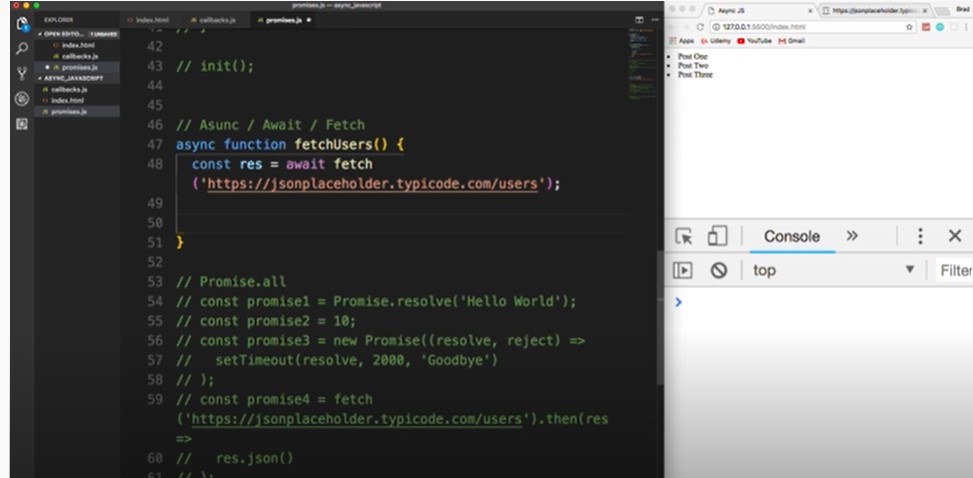 promises.js — async_javascript
EXPLORER
OPEN EDITO... 1 UNSAVED
index.html
callbacks.js
promises.js
ASYNC_JAVASCRIPT
callbacks.js
index.html
promises.js
index.html
callbacks.js
promises.js
42
43 // init();
44
45
46 // Asunc / Await / Fetch
47 async function fetchUsers() {
48 const res = await fetch
('https://jsonplaceholder.typicode.com/users');
49
50
51 }
52
53 // Promise.all
54 // const promise1 = Promise.resolve('Hello World');
55 // const promise2 = 10;
56 // const promise3 = new Promise((resolve, reject) =>
57 // setTimeout(resolve, 2000, 'Goodbye')
58 // );
59 // const promise4 = fetch
('https://jsonplaceholder.typicode.com/users').then(res
=>
60 // res.json()
Async JS
https://jsonplaceholder.typic
Brad
127.0.0.1:5500/index.html
Apps Udemy YouTube Gmail
Post One
Post Two
Post Three
Console »
top Filter